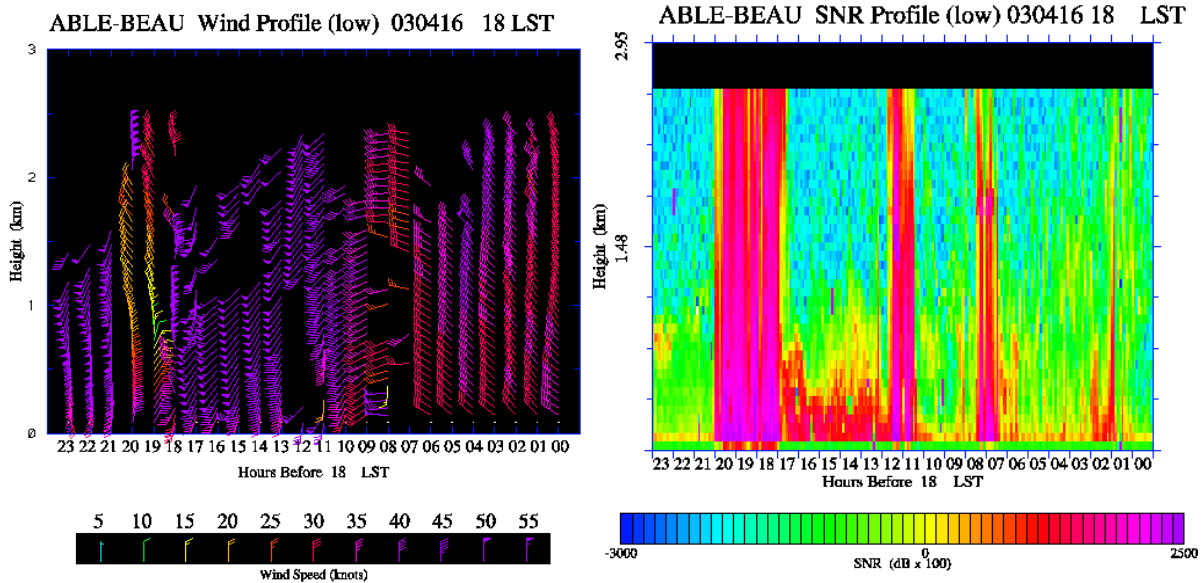 ABLE-BEAU Wind Profile (low) 030416 18 LST
3
2
1
0
Height (km)
23 22 21 20 19 18 17 16 15 14 13 12 11 10 09 08 07 06 05 04 03 02 01 00
Hours Before 18 LST
5 10 15 20 25 30 35 40 45 50 55
Wind Speed (knots)
ABLE-BEAU SNR Profile (low) 030416 18 LST
2.95
1.48
Height (km)
23 22 21 20 19 18 17 16 15 14 13 12 11 10 09 08 07 06 05 04 03 02 01 00
Hours Before 18 LST
-3000 0 2500
SNR (dB x 100)